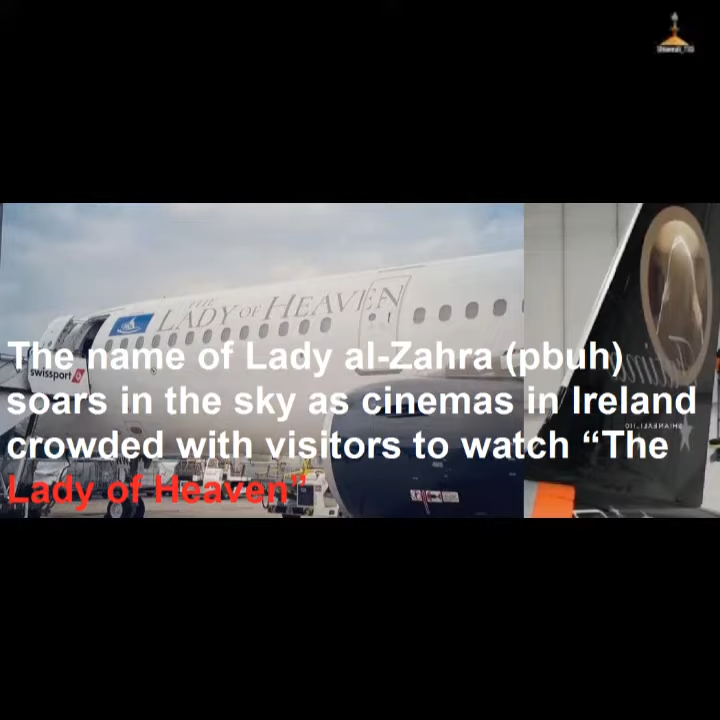 THE
LADY OF HEAVEN
swissport
The name of Lady al-Zahra (pbuh)
soars in the sky as cinemas in Ireland
crowded with visitors to watch “The
Lady of Heaven”